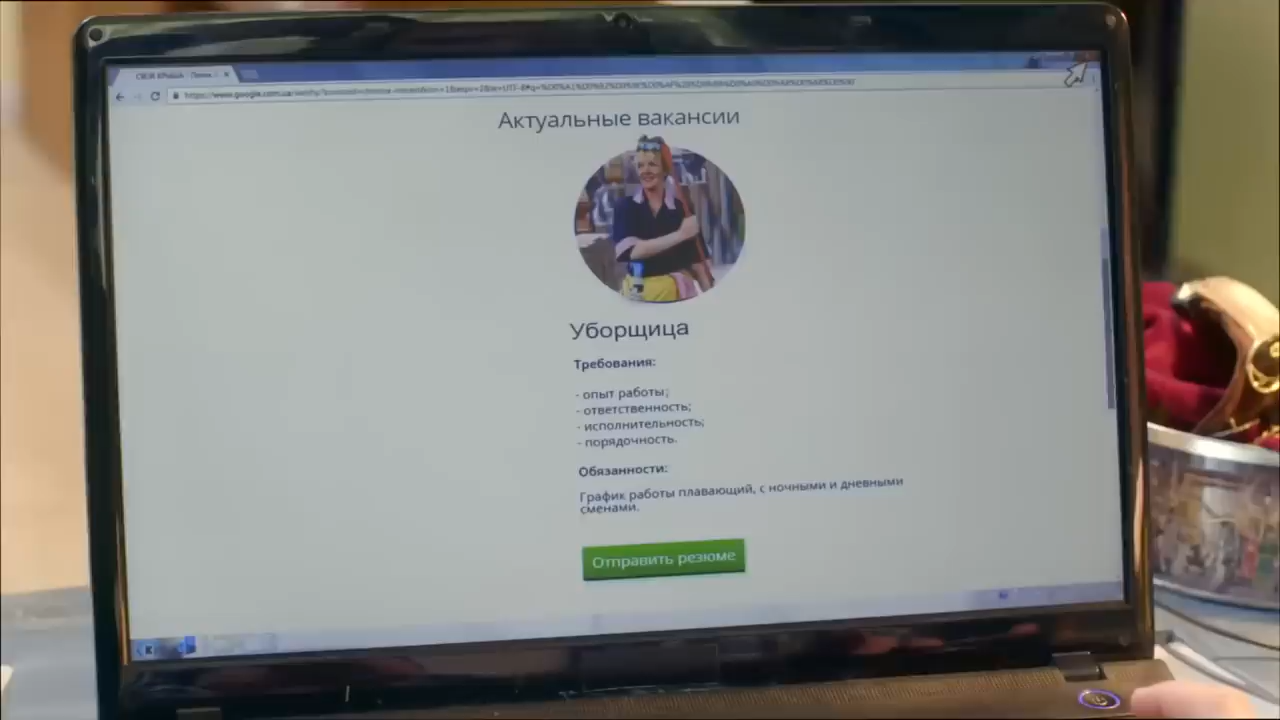 Актуальные вакансии
Уборщица
Требования:
- опыт работы;
- ответственность;
- исполнительность;
- порядочность.
Обязанности:
График работы плавающий, с ночными и дневными
сменами.
Отправить резюме